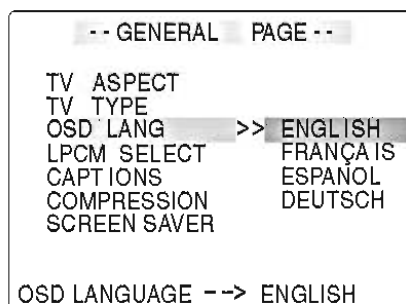 -- GENERAL PAGE --
TV ASPECT
TV TYPE
OSD LANG >> ENGLISH
LPCM SELECT FRANÇAIS
CAPTIONS ESPAÑOL
COMPRESSION DEUTSCH
SCREEN SAVER
OSD LANGUAGE --> ENGLISH